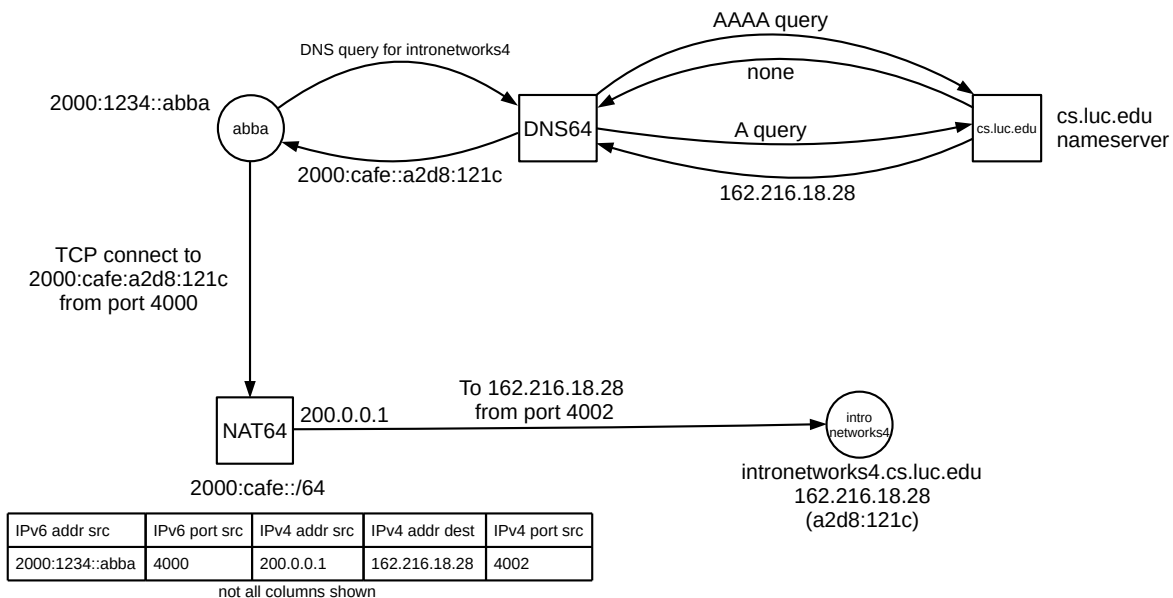 AAAA query
DNS query for intronetworks4
none
2000:1234::abba
abba
DNS64
A query
cs.luc.edu
cs.luc.edu
nameserver
2000:cafe::a2d8:121c
162.216.18.28
TCP connect to
2000:cafe:a2d8:121c
from port 4000
To 162.216.18.28
from port 4002
NAT64
200.0.0.1
intro
networks4
2000:cafe::/64
intronetworks4.cs.luc.edu
162.216.18.28
(a2d8:121c)
IPv6 addr src IPv6 port src IPv4 addr src IPv4 addr dest IPv4 port src
2000:1234::abba 4000 200.0.0.1 162.216.18.28 4002
not all columns shown